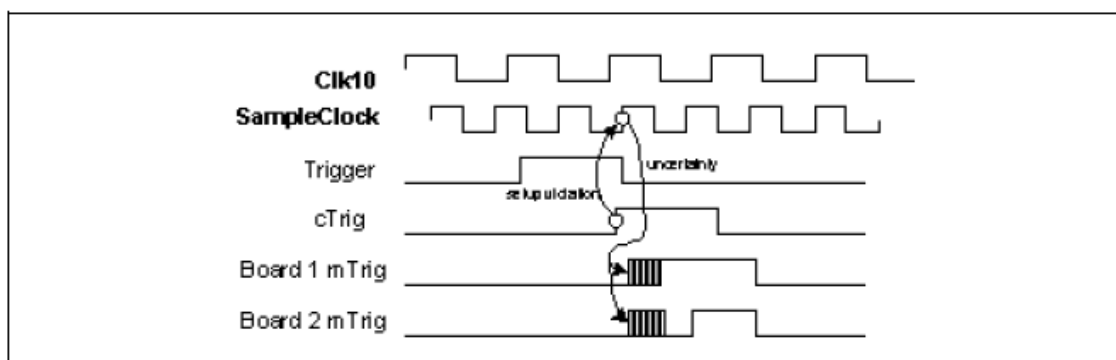 Clk10
SampleClock
Trigger
uncertainty
cTrig
Board 1 mTrig
Board 2 mTrig